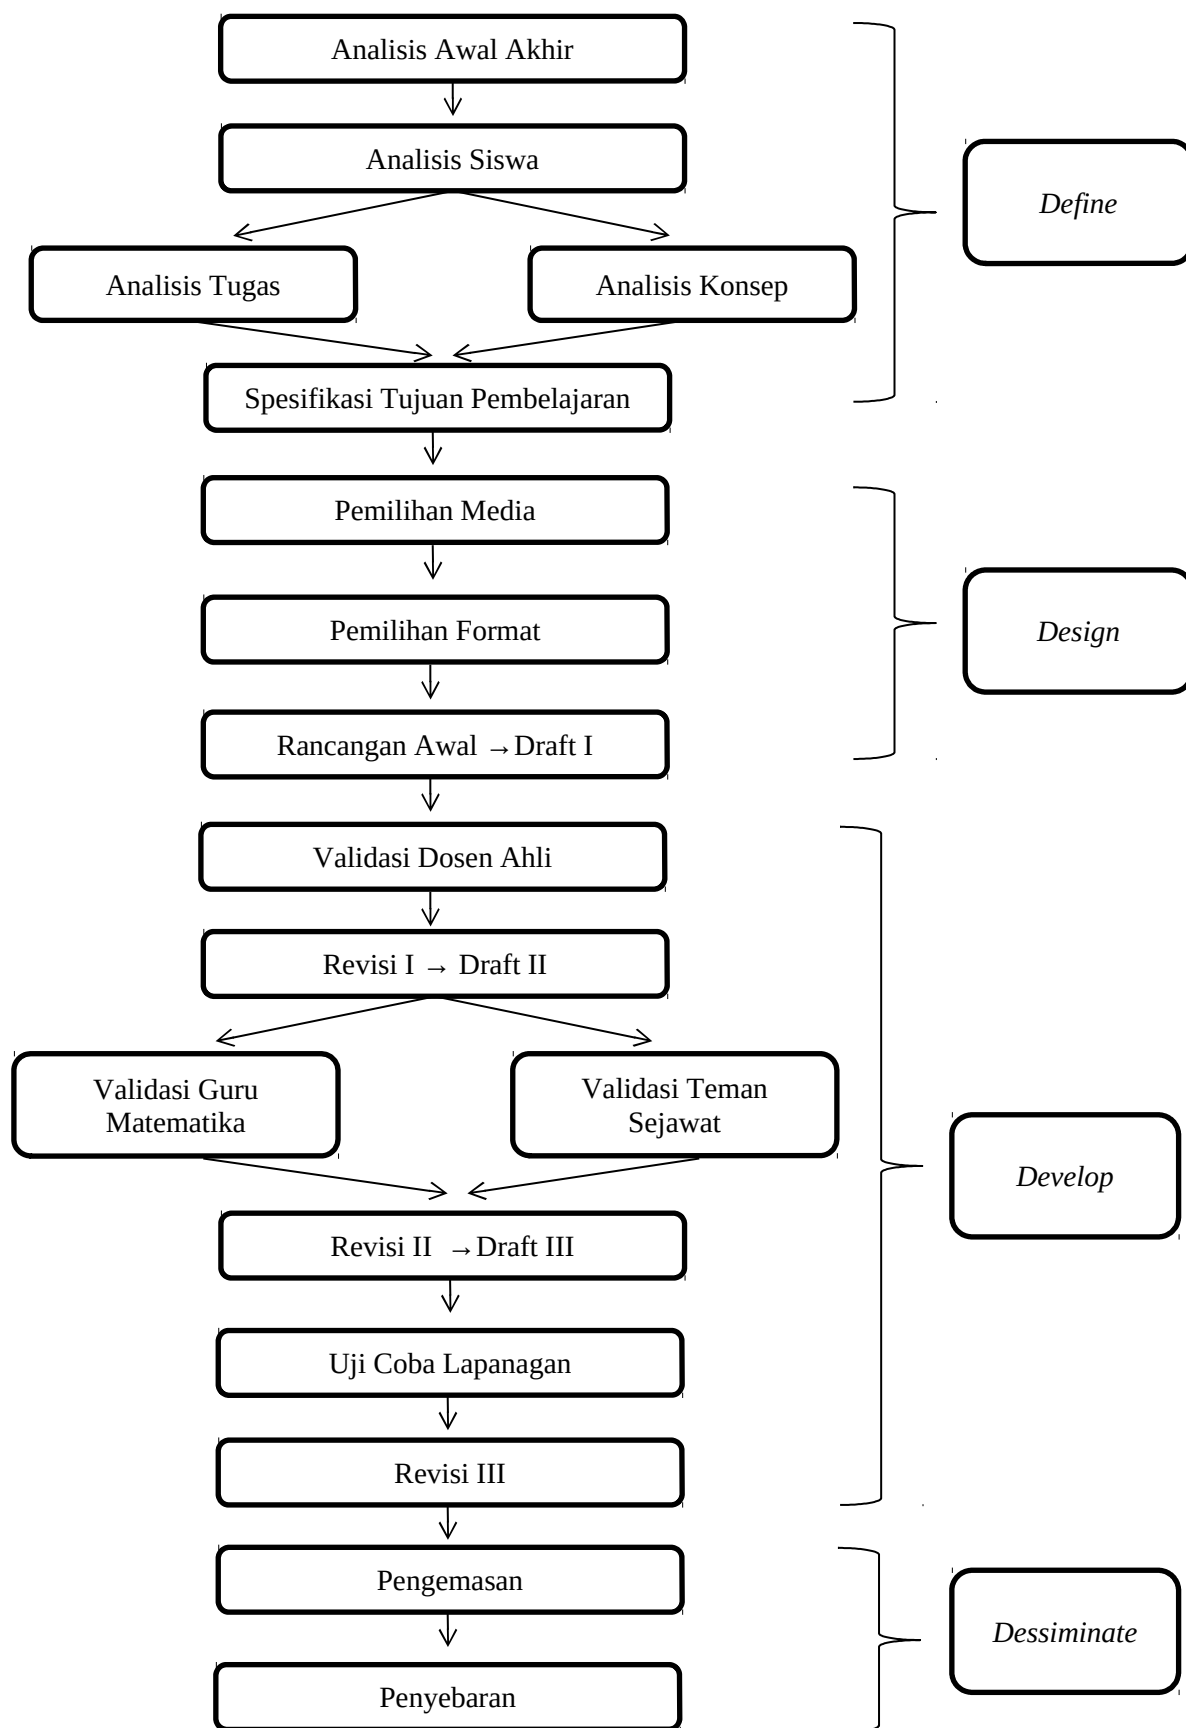 Analisis Awal Akhir
Analisis Siswa
Define
Analisis Tugas
Analisis Konsep
Spesifikasi Tujuan Pembelajaran
Pemilihan Media
Pemilihan Format
Design
Rancangan Awal →Draft I
Validasi Dosen Ahli
Revisi I → Draft II
Validasi Guru
Matematika
Validasi Teman
Sejawat
Develop
Revisi II →Draft III
Uji Coba Lapanagan
Revisi III
Pengemasan
Dessiminate
Penyebaran